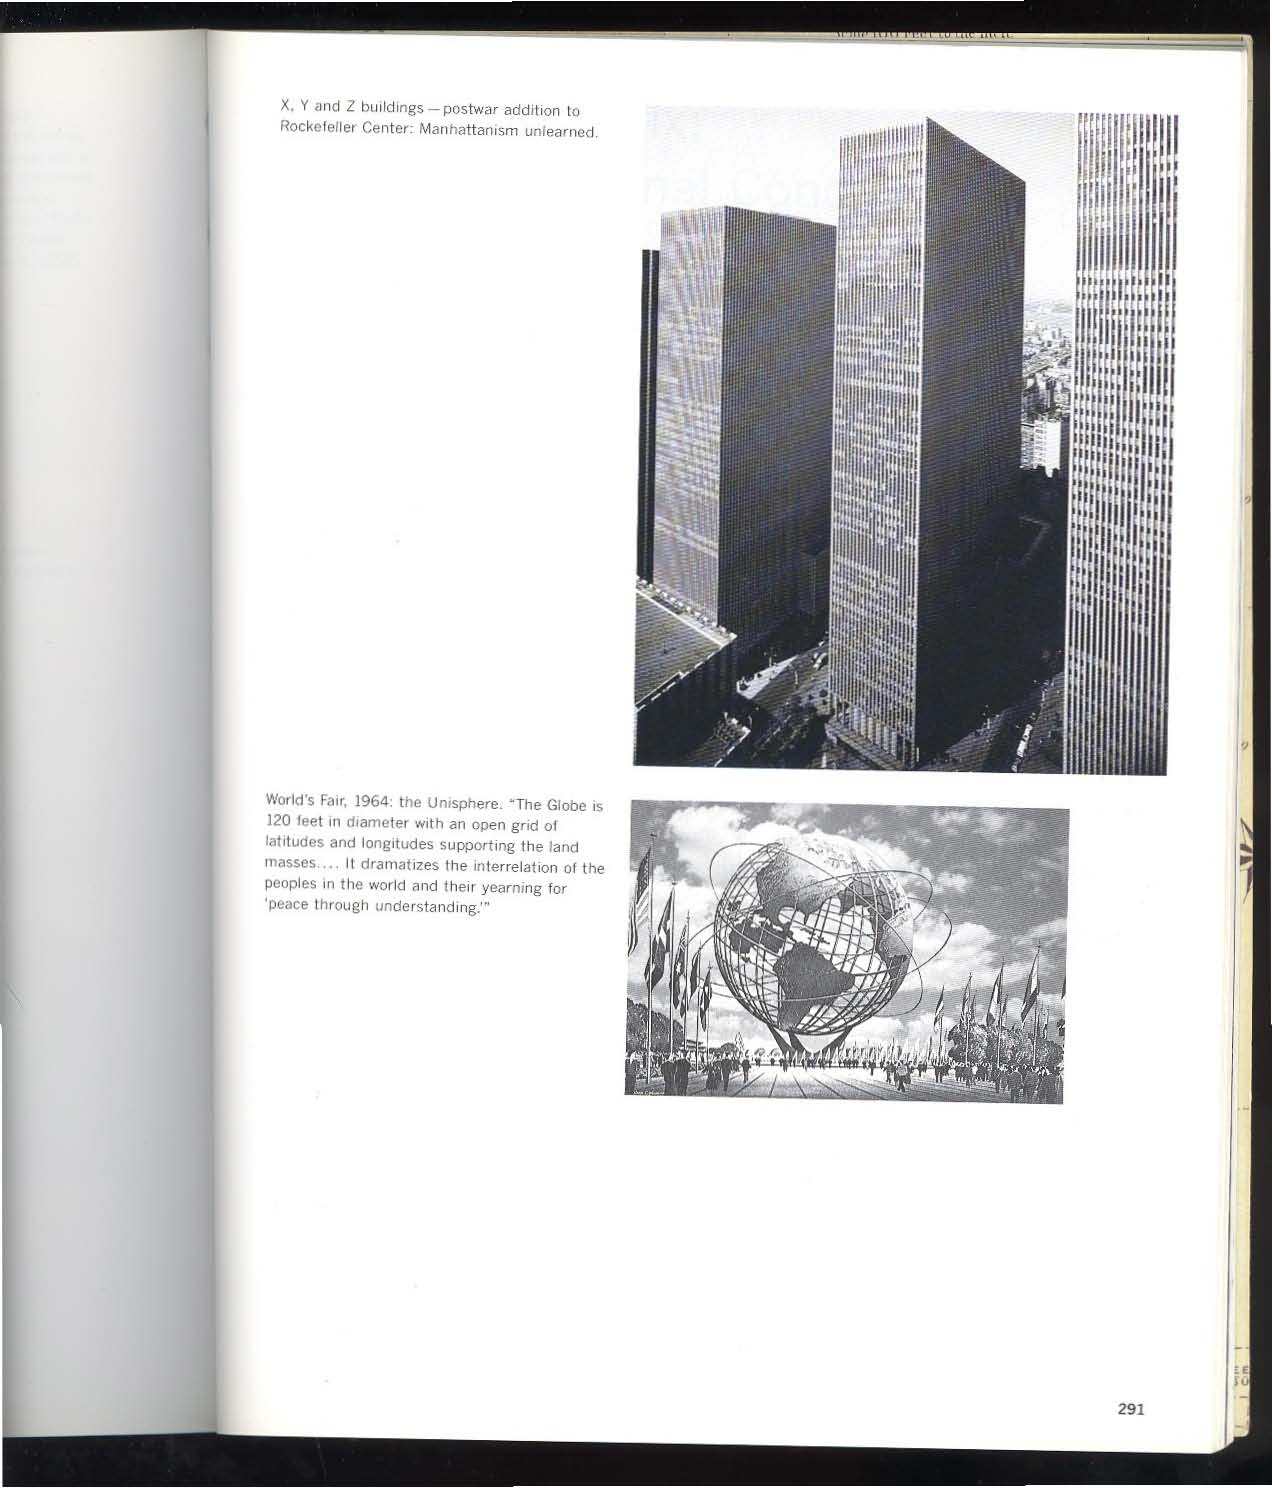 X, Y and Z buildings — postwar addition to
Rockefeller Center: Manhattanism unlearned.
World's Fair, 1964: the Unisphere. "The Globe is
120 feet in diameter with an open grid of
latitudes and longitudes supporting the land
masses.... It dramatizes the interrelation of the
peoples in the world and their yearning for
'peace through understanding.'"
291